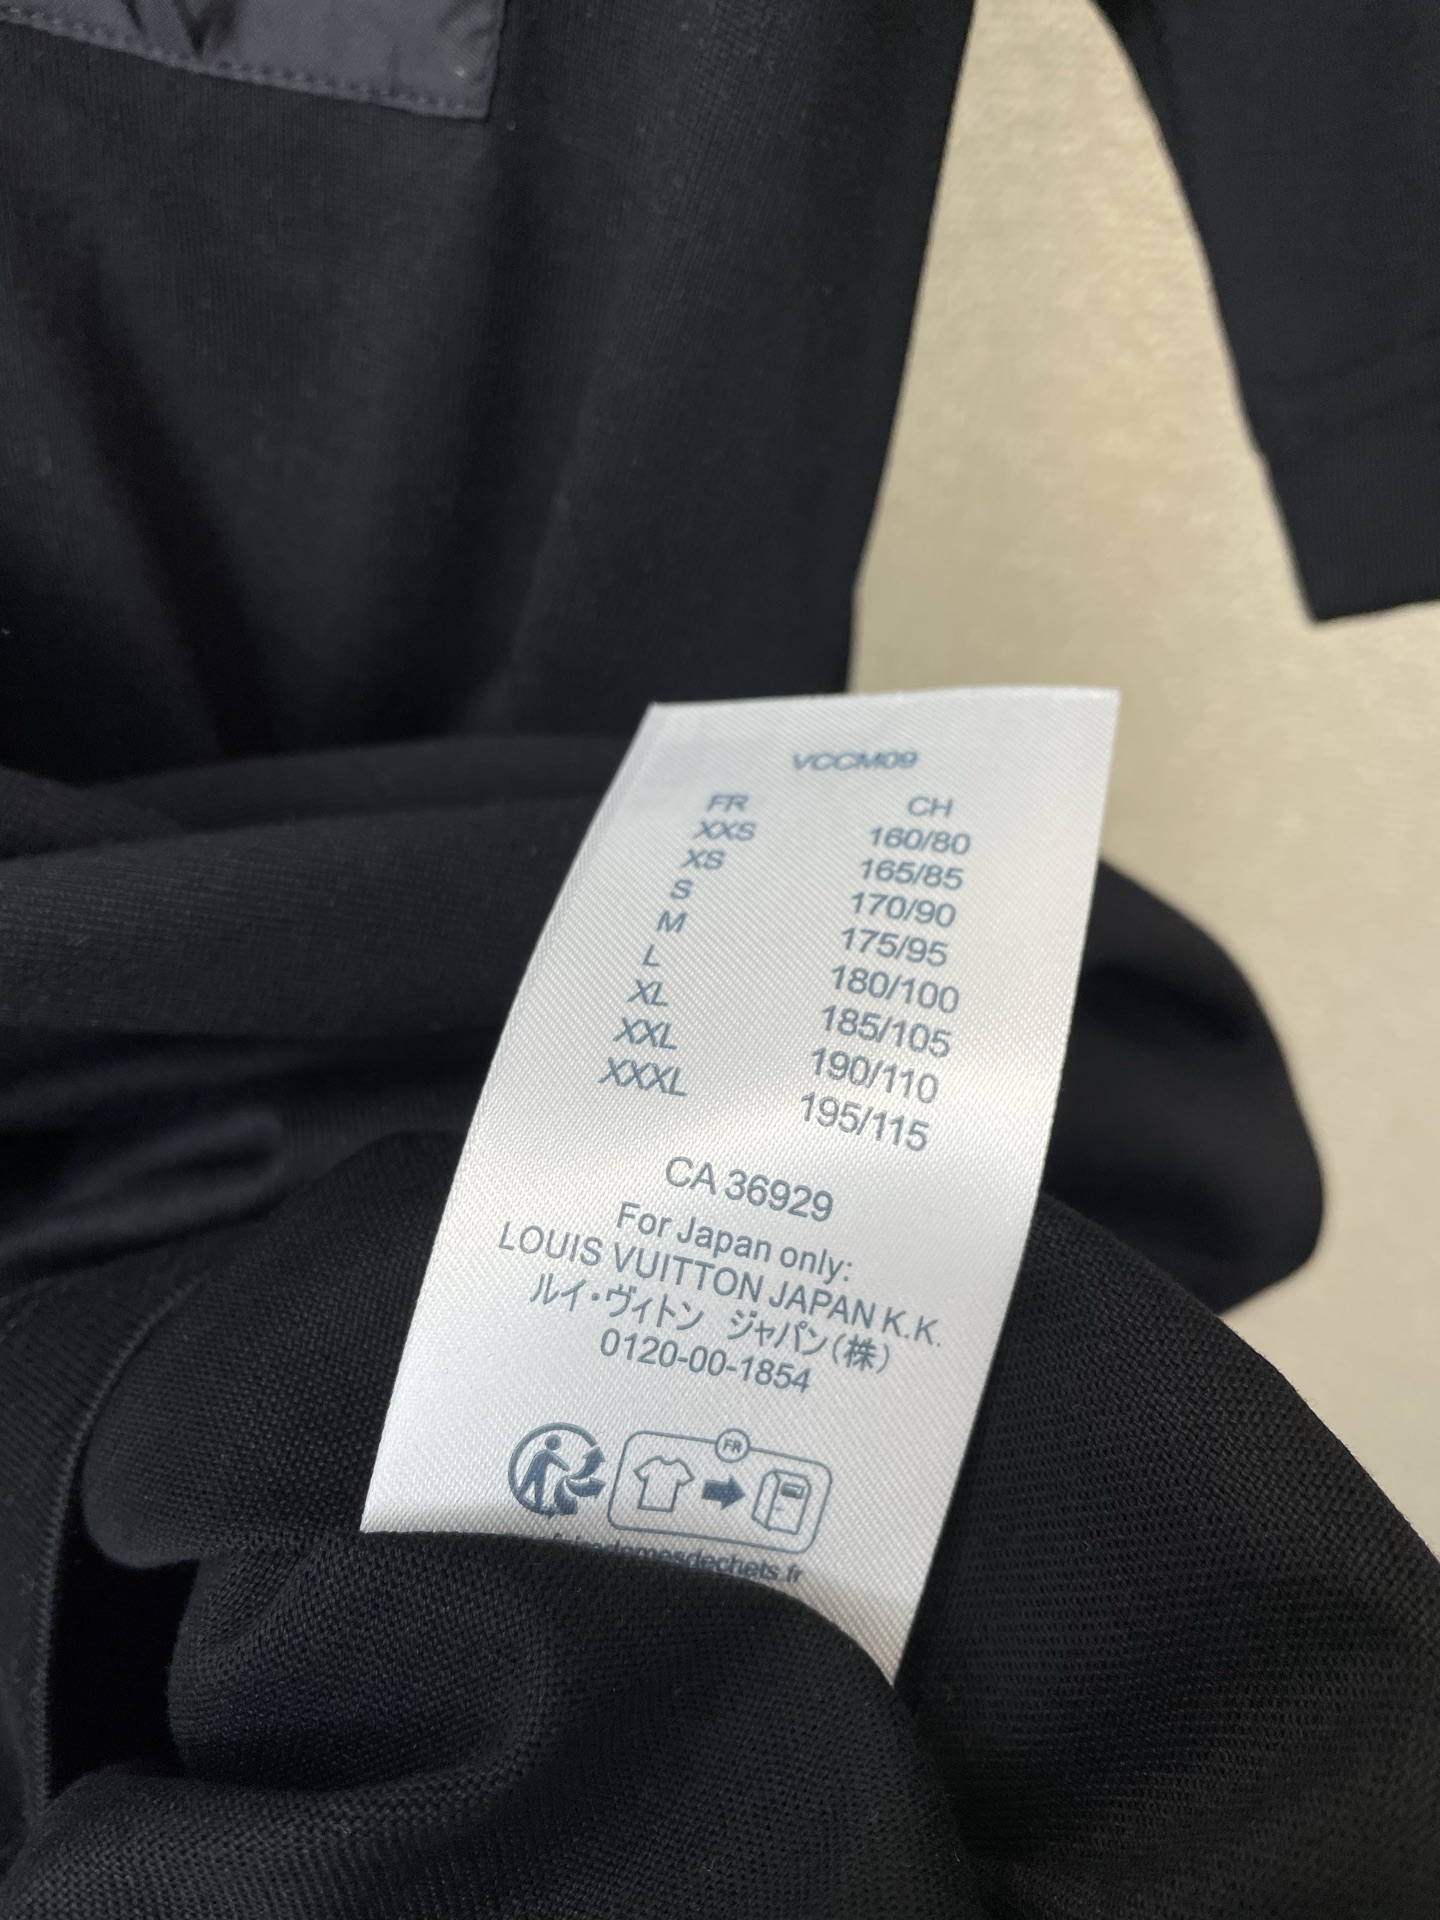 VCCM09
FR CH
XXS 160/80
XS 165/85
S 170/90
M 175/95
L 180/100
XL 185/105
XXL 190/110
XXXL 195/115
CA 36929
For Japan only:
LOUIS VUITTON JAPAN K.K.
ルイ・ヴィトン ジャパン(株)
0120-00-1854
FR